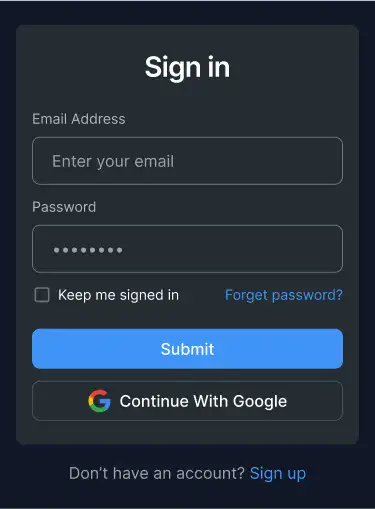 Sign in
Email Address
Enter your email
Password
••••••••
Keep me signed in Forget password?
Submit
Continue With Google
Don’t have an account? Sign up